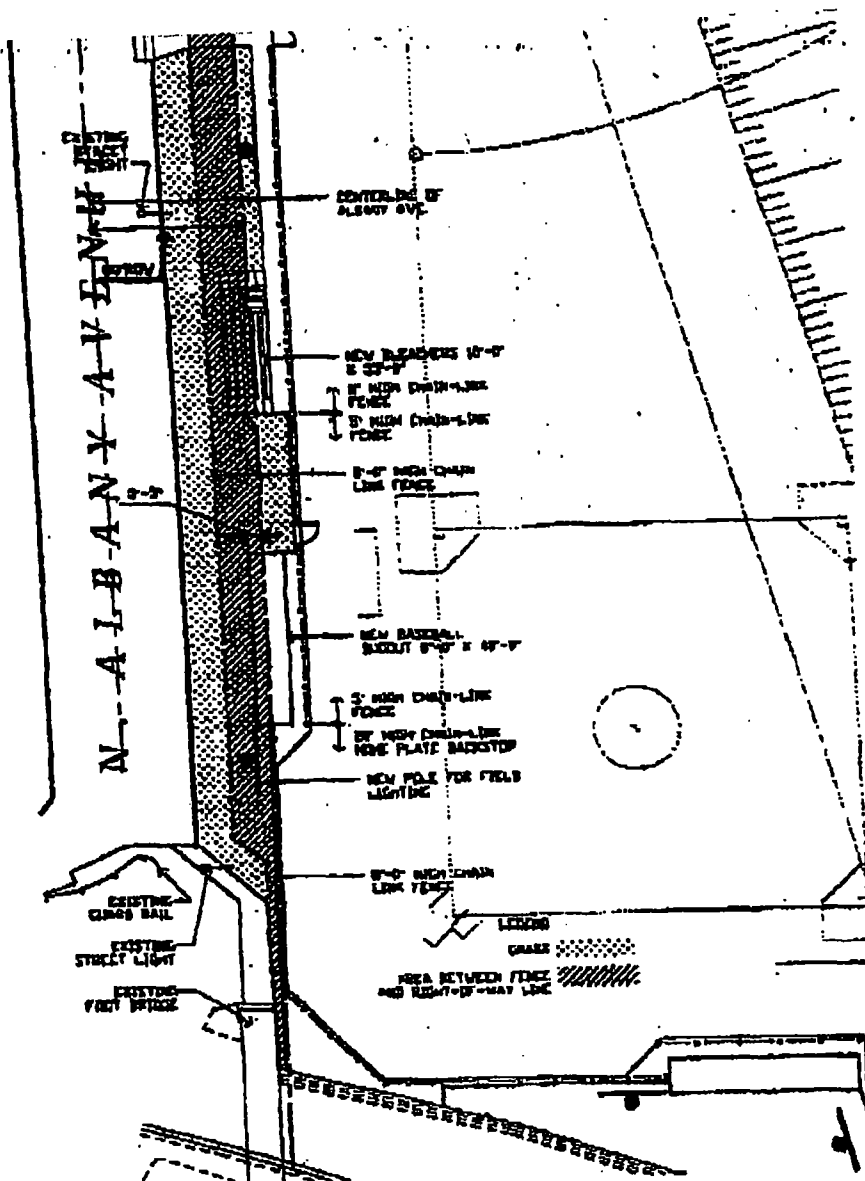 EXISTING
STREET
LIGHT
CENTERLINE OF
ALBANY AVE.
N. ALBANY AVENUE
NEW BLEACHERS
HIGH CHAIN-LINK
FENCE
5' HIGH CHAIN-LINK
FENCE
HIGH CHAIN
LINK FENCE
NEW BASEBALL
DUGOUT
5' HIGH CHAIN-LINK
FENCE
HIGH CHAIN-LINK
HOME PLATE BACKSTOP
NEW POLE FOR FIELD
LIGHTING
HIGH CHAIN
LINK FENCE
EXISTING
GUARD RAIL
EXISTING
STREET LIGHT
EXISTING
FOOT BRIDGE
LEGEND
GRASS
AREA BETWEEN FENCE
AND RIGHT-OF-WAY LINE